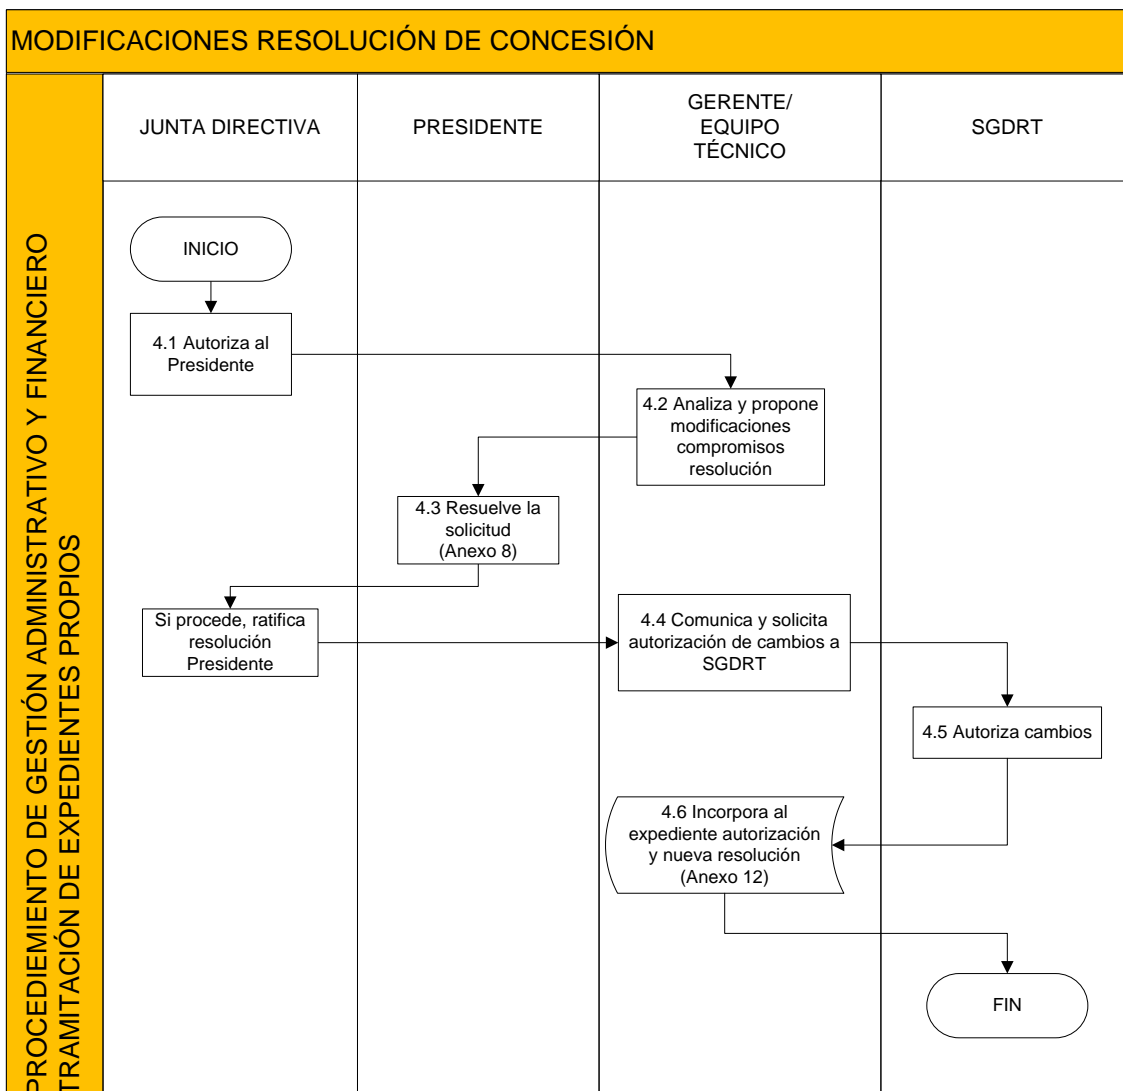 MODIFICACIONES RESOLUCIÓN DE CONCESIÓN
PROCEDIEMIENTO DE GESTIÓN ADMINISTRATIVO Y FINANCIERO
TRAMITACIÓN DE EXPEDIENTES PROPIOS
JUNTA DIRECTIVA
PRESIDENTE
GERENTE/
EQUIPO
TÉCNICO
SGDRT
INICIO
4.1 Autoriza al
Presidente
4.2 Analiza y propone
modificaciones
compromisos
resolución
4.3 Resuelve la
solicitud
(Anexo 8)
Si procede, ratifica
resolución
Presidente
4.4 Comunica y solicita
autorización de cambios a
SGDRT
4.5 Autoriza cambios
4.6 Incorpora al
expediente autorización
y nueva resolución
(Anexo 12)
FIN